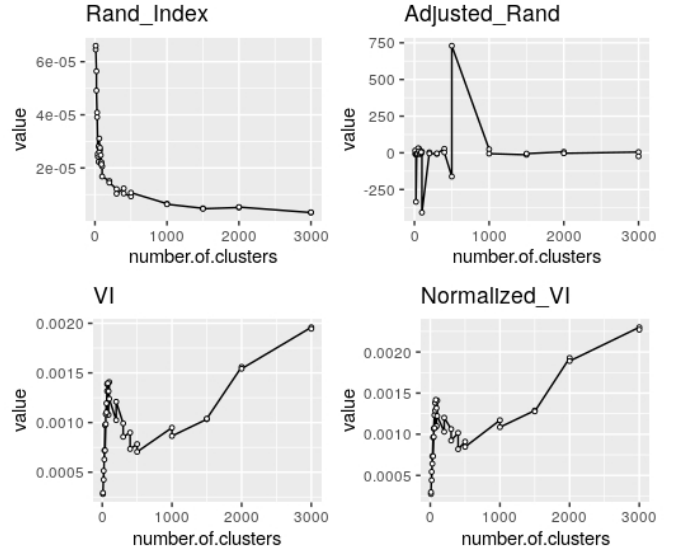 Rand_Index
6e-05
4e-05
2e-05
value
0
1000
2000
3000
number.of.clusters
Adjusted_Rand
750
500
250
0
-250
value
0
1000
2000
3000
number.of.clusters
VI
0.0020
0.0015
0.0010
0.0005
value
0
1000
2000
3000
number.of.clusters
Normalized_VI
0.0020
0.0015
0.0010
0.0005
value
0
1000
2000
3000
number.of.clusters